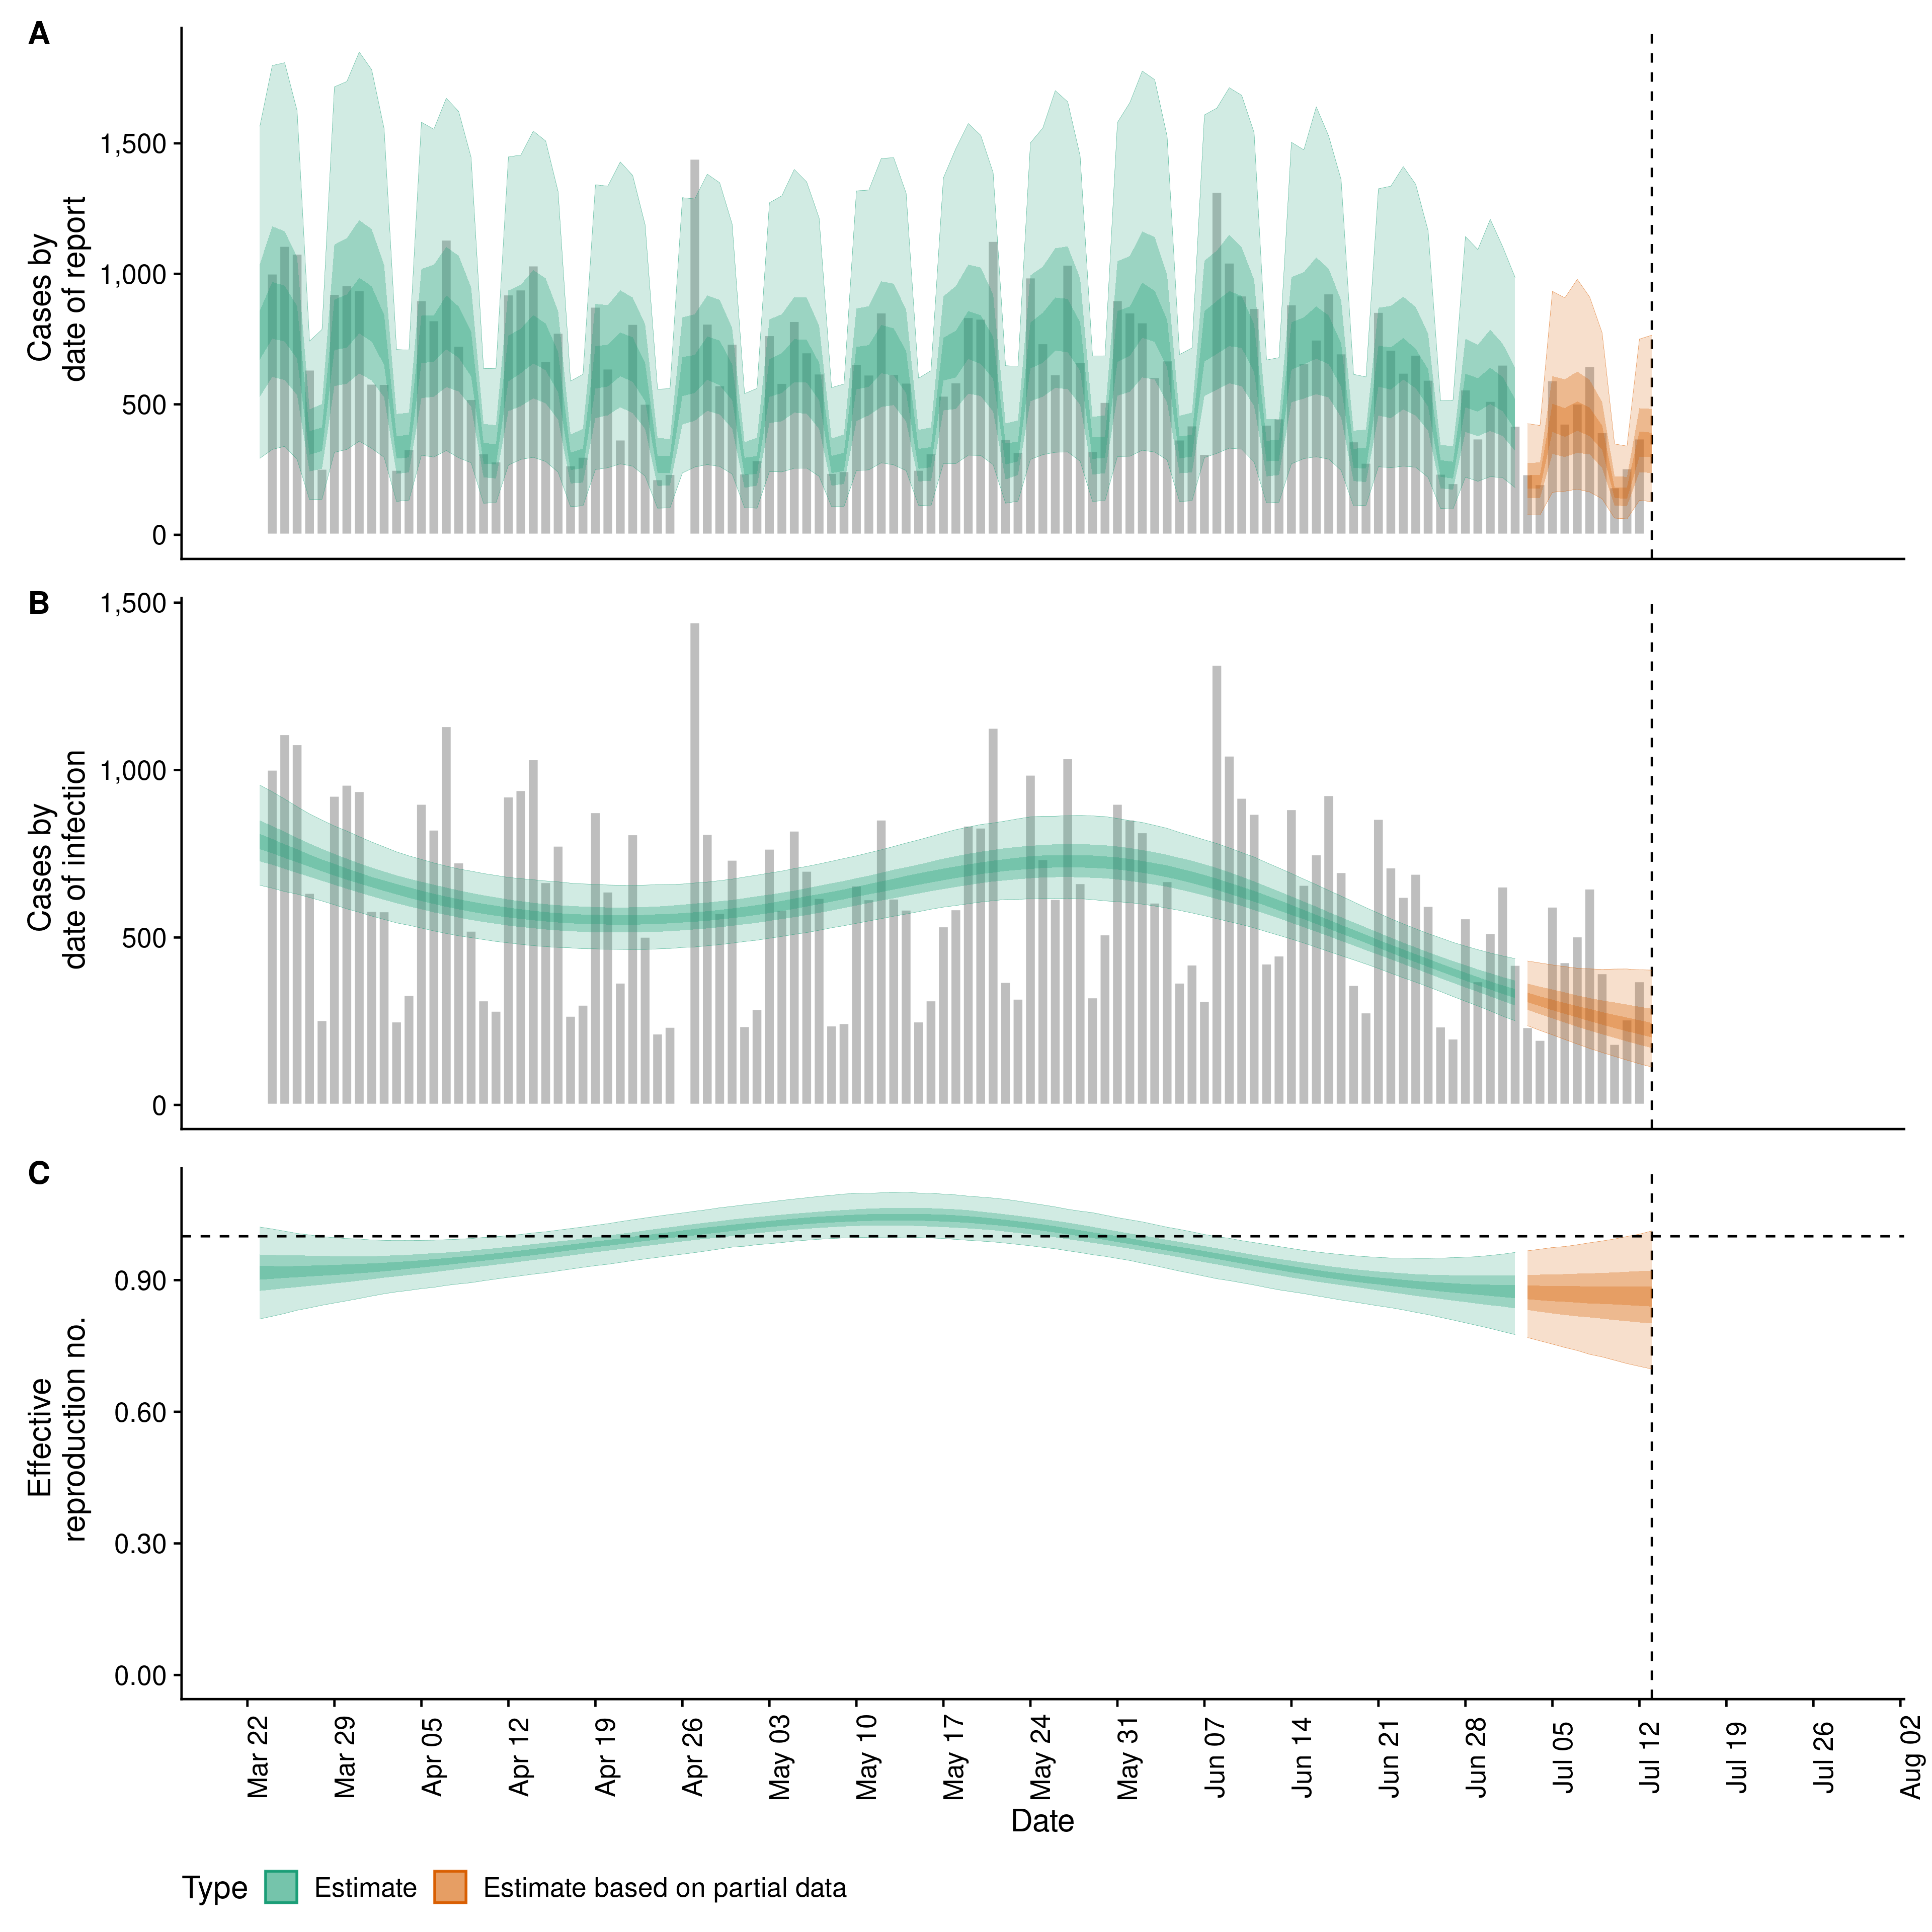 A
Cases by
date of report
1,500
1,000
500
0
B
Cases by
date of infection
1,500
1,000
500
0
C
Effective
reproduction no.
0.90
0.60
0.30
0.00
Mar 22
Mar 29
Apr 05
Apr 12
Apr 19
Apr 26
May 03
May 10
May 17
May 24
May 31
Jun 07
Jun 14
Jun 21
Jun 28
Jul 05
Jul 12
Jul 19
Jul 26
Aug 02
Date
Type Estimate Estimate based on partial data